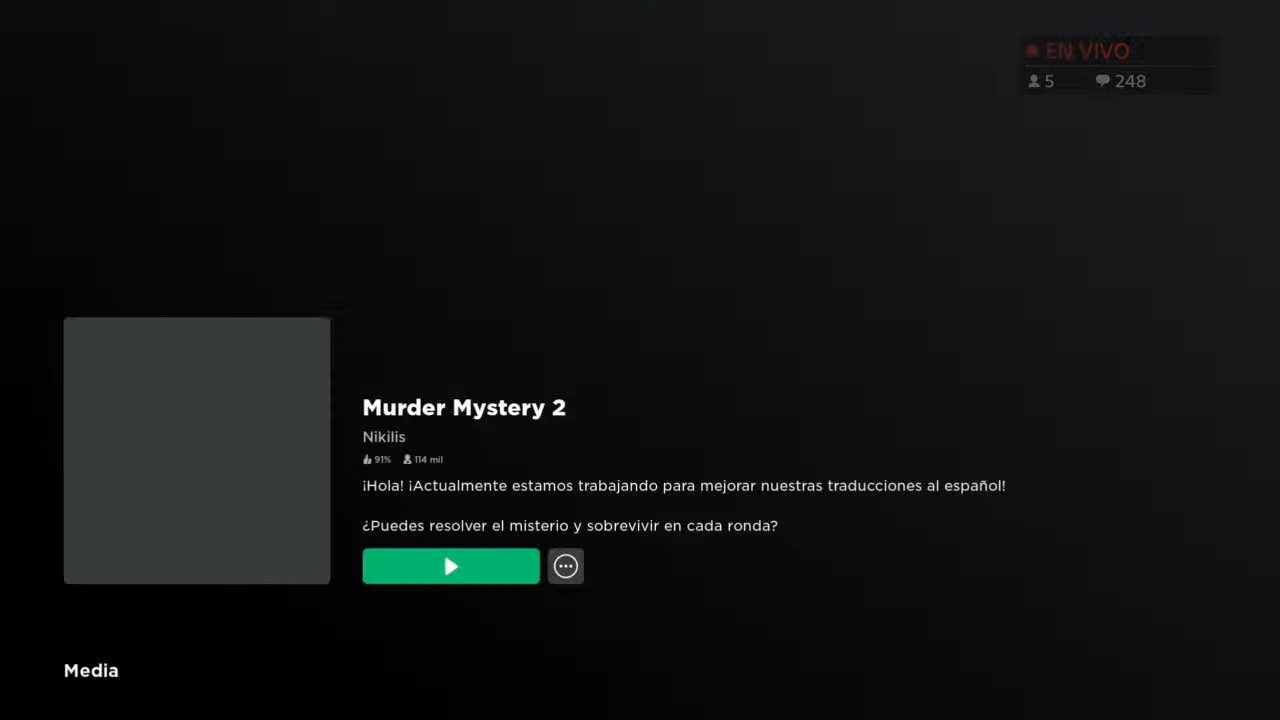 EN VIVO
5 248
Murder Mystery 2
Nikilis
91% 114 mil
¡Hola! ¡Actualmente estamos trabajando para mejorar nuestras traducciones al español!
¿Puedes resolver el misterio y sobrevivir en cada ronda?
Media